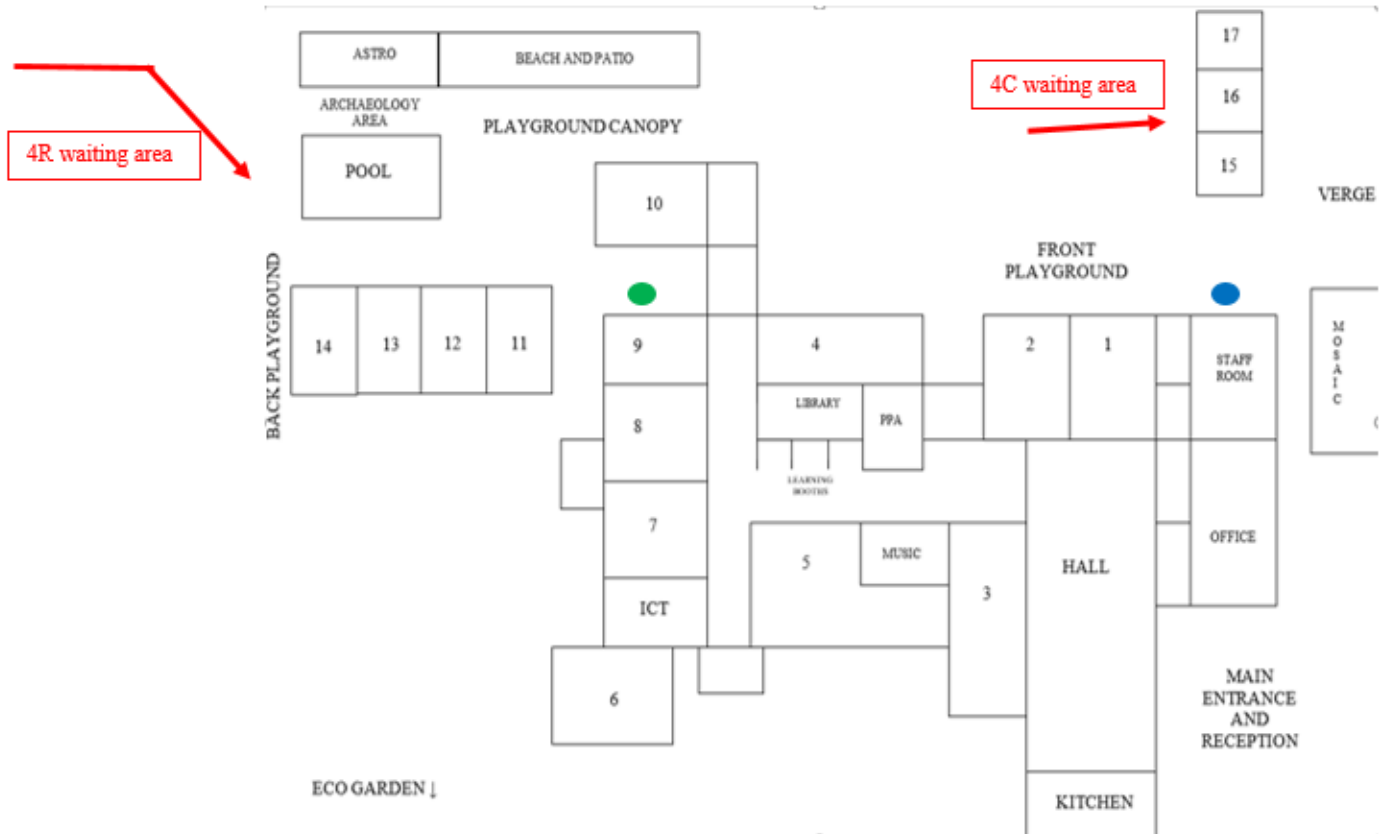 ASTRO
BEACH AND PATIO
17
4C waiting area
16
ARCHAEOLOGY
AREA
PLAYGROUND CANOPY
4R waiting area
POOL
15
VERGE
10
FRONT
PLAYGROUND
BACK PLAYGROUND
14
13
12
11
9
4
2
1
STAFF
ROOM
MOSAIC
LIBRARY
PPA
8
LEARNING
BOOTHS
7
5
MUSIC
3
HALL
OFFICE
ICT
6
MAIN
ENTRANCE
AND
RECEPTION
ECO GARDEN ↓
KITCHEN